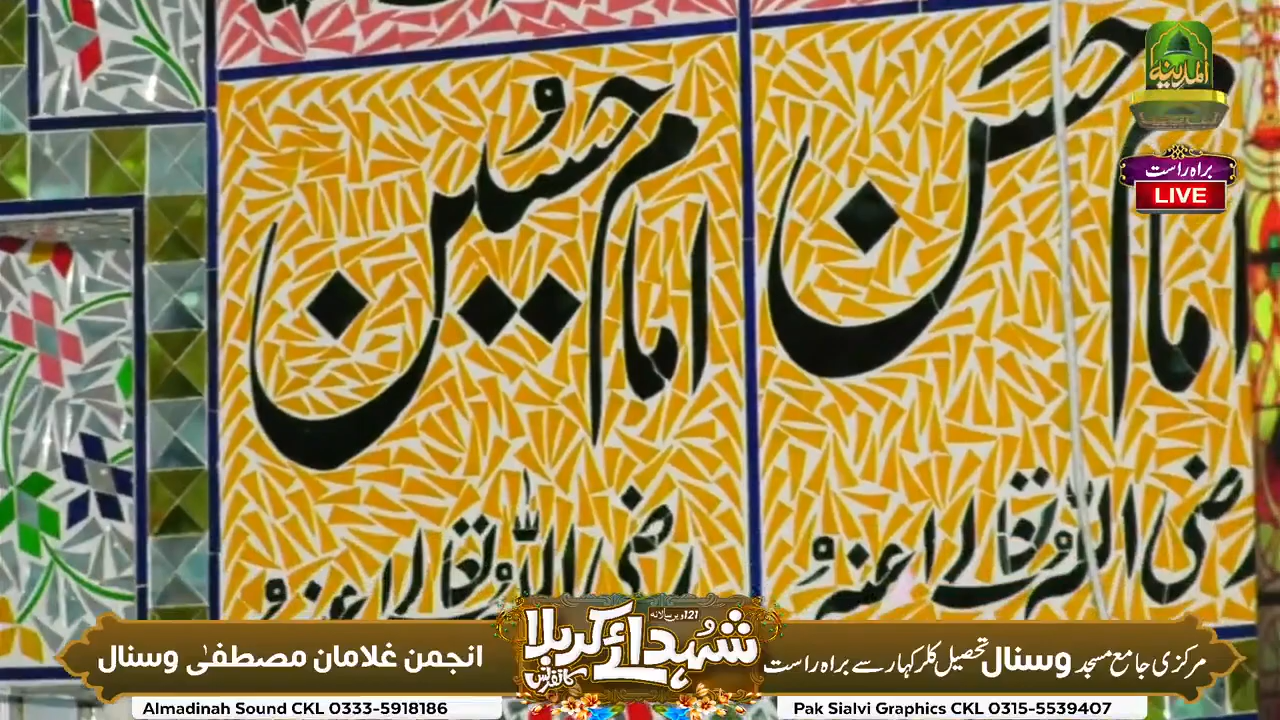 المدینہ
براہ راست
LIVE
امام حسن
رضی اللہ تعالیٰ عنہ
امام حسین
رضی اللہ تعالیٰ عنہ
مرکزی جامع مسجد وسنال تحصیل کلرکہار سے براہ راست
121ویں سالانہ
شہدائے کربلا
کانفرنس
انجمن غلامان مصطفیٰ وسنال
Almadinah Sound CKL 0333-5918186
Pak Sialvi Graphics CKL 0315-5539407